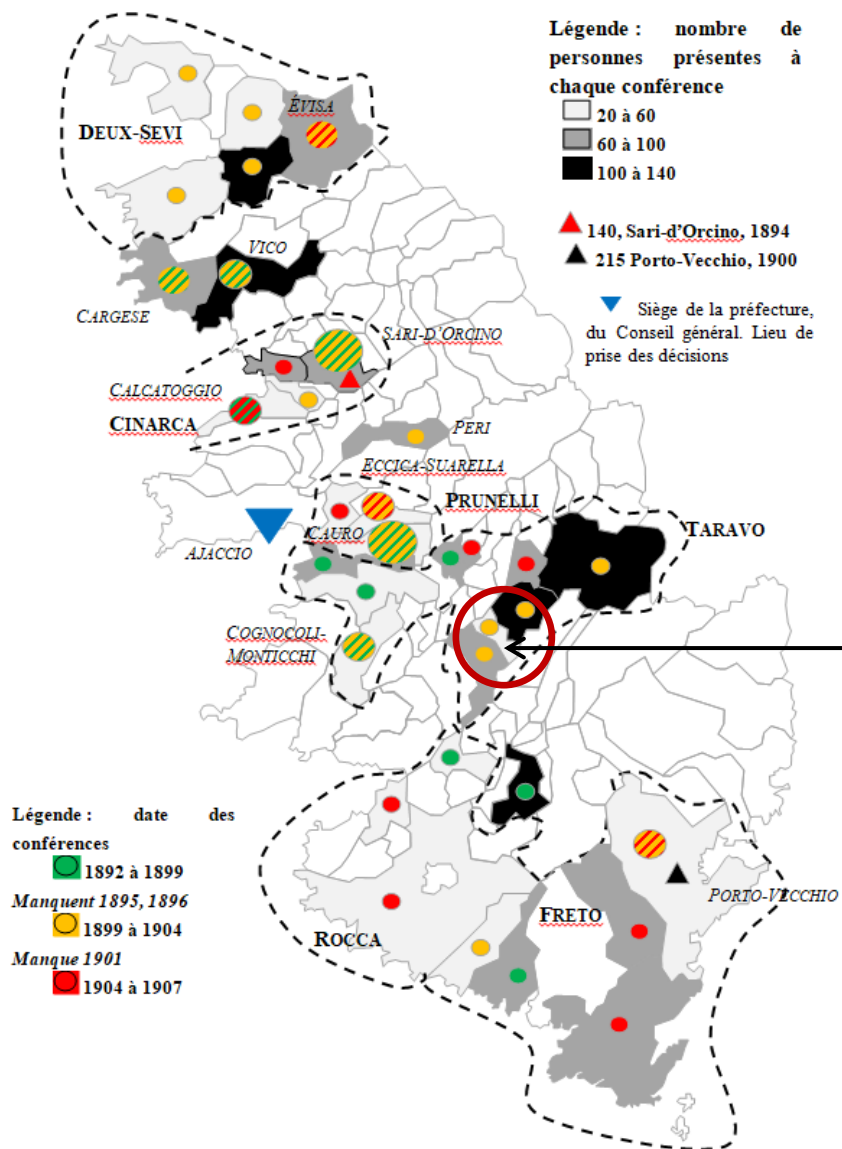 Légende : nombre de
personnes présentes à
chaque conférence
20 à 60
60 à 100
100 à 140
140, Sari-d'Orcino, 1894
215 Porto-Vecchio, 1900
Siège de la préfecture,
du Conseil général. Lieu de
prise des décisions
ÉVISA
DEUX-SEVI
VICO
CARGESE
SARI-D'ORCINO
CALCATOGGIO
CINARCA
PERI
ECCICA-SUARELLA
PRUNELLI
TARAVO
CAURO
AJACCIO
COGNOCOLI-
MONTICCHI
Légende : date des
conférences
1892 à 1899
Manquent 1895, 1896
1899 à 1904
Manque 1901
1904 à 1907
PORTO-VECCHIO
FRETO
ROCCA